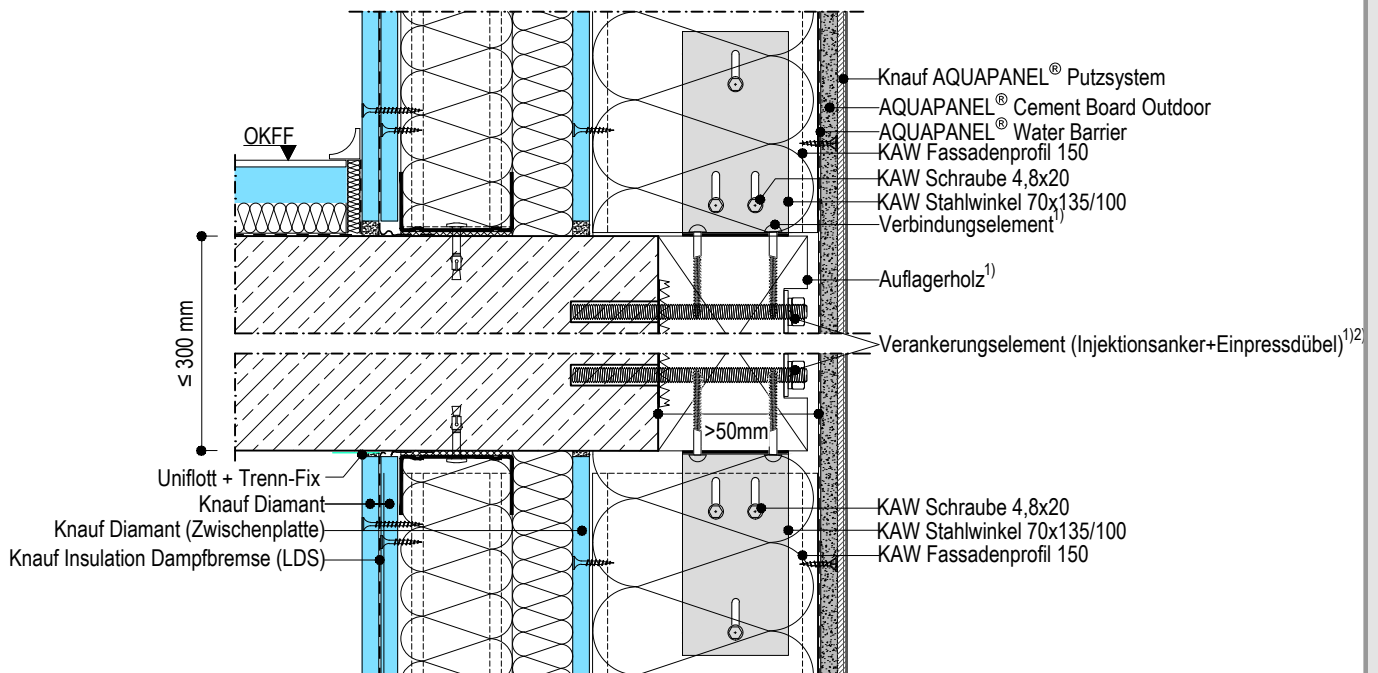 Knauf AQUAPANEL® Putzsystem
AQUAPANEL® Cement Board Outdoor
AQUAPANEL® Water Barrier
KAW Fassadenprofil 150
KAW Schraube 4,8x20
KAW Stahlwinkel 70x135/100
Verbindungselement1)
OKFF
Auflagerholz1)
Verankerungselement (Injektionsanker+Einpressdübel)1)2)
≤ 300 mm
>50mm
Uniflott + Trenn-Fix
Knauf Diamant
Knauf Diamant (Zwischenplatte)
Knauf Insulation Dampfbremse (LDS)
KAW Schraube 4,8x20
KAW Stahlwinkel 70x135/100
KAW Fassadenprofil 150